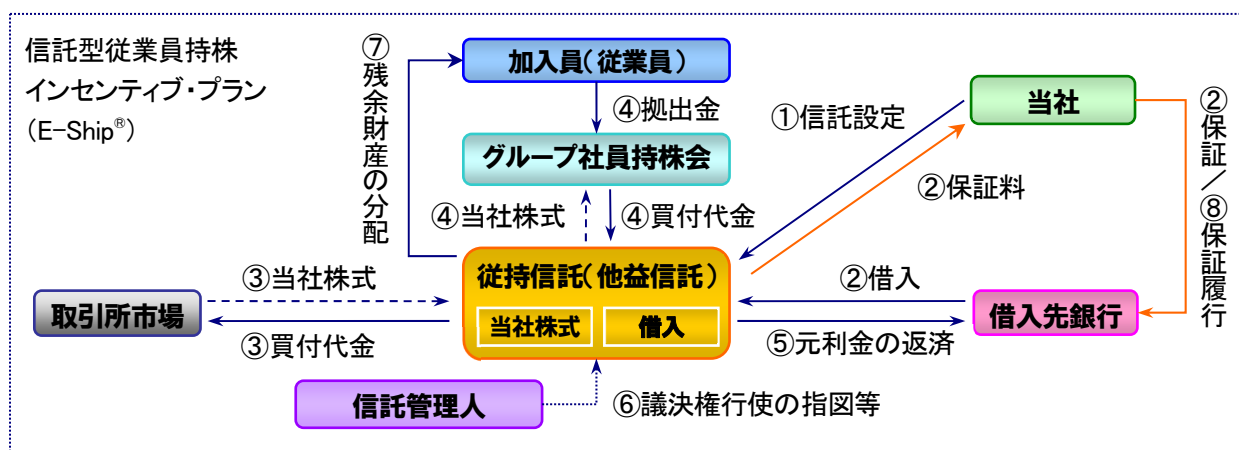 信託型従業員持株
インセンティブ・プラン
（E-Ship®）
⑦残余財産の分配
加入員（従業員）
④拠出金
グループ社員持株会
④当社株式
④買付代金
①信託設定
②保証料
当社
②保証／⑧保証履行
③当社株式
取引所市場
③買付代金
従持信託（他益信託）
当社株式
借入
②借入
⑤元利金の返済
借入先銀行
信託管理人
⑥議決権行使の指図等